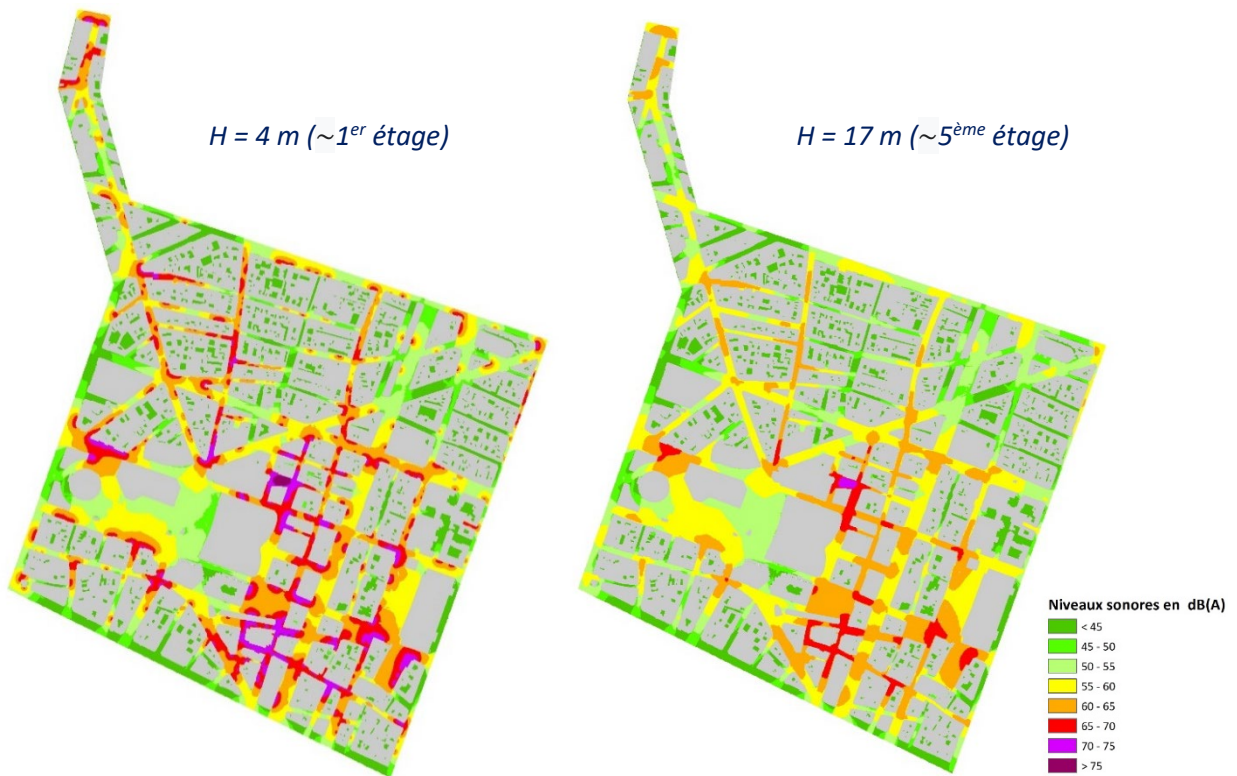 H = 4 m (~1er étage)
H = 17 m (~5ème étage)
Niveaux sonores en dB(A)
< 45
45 - 50
50 - 55
55 - 60
60 - 65
65 - 70
70 - 75
> 75